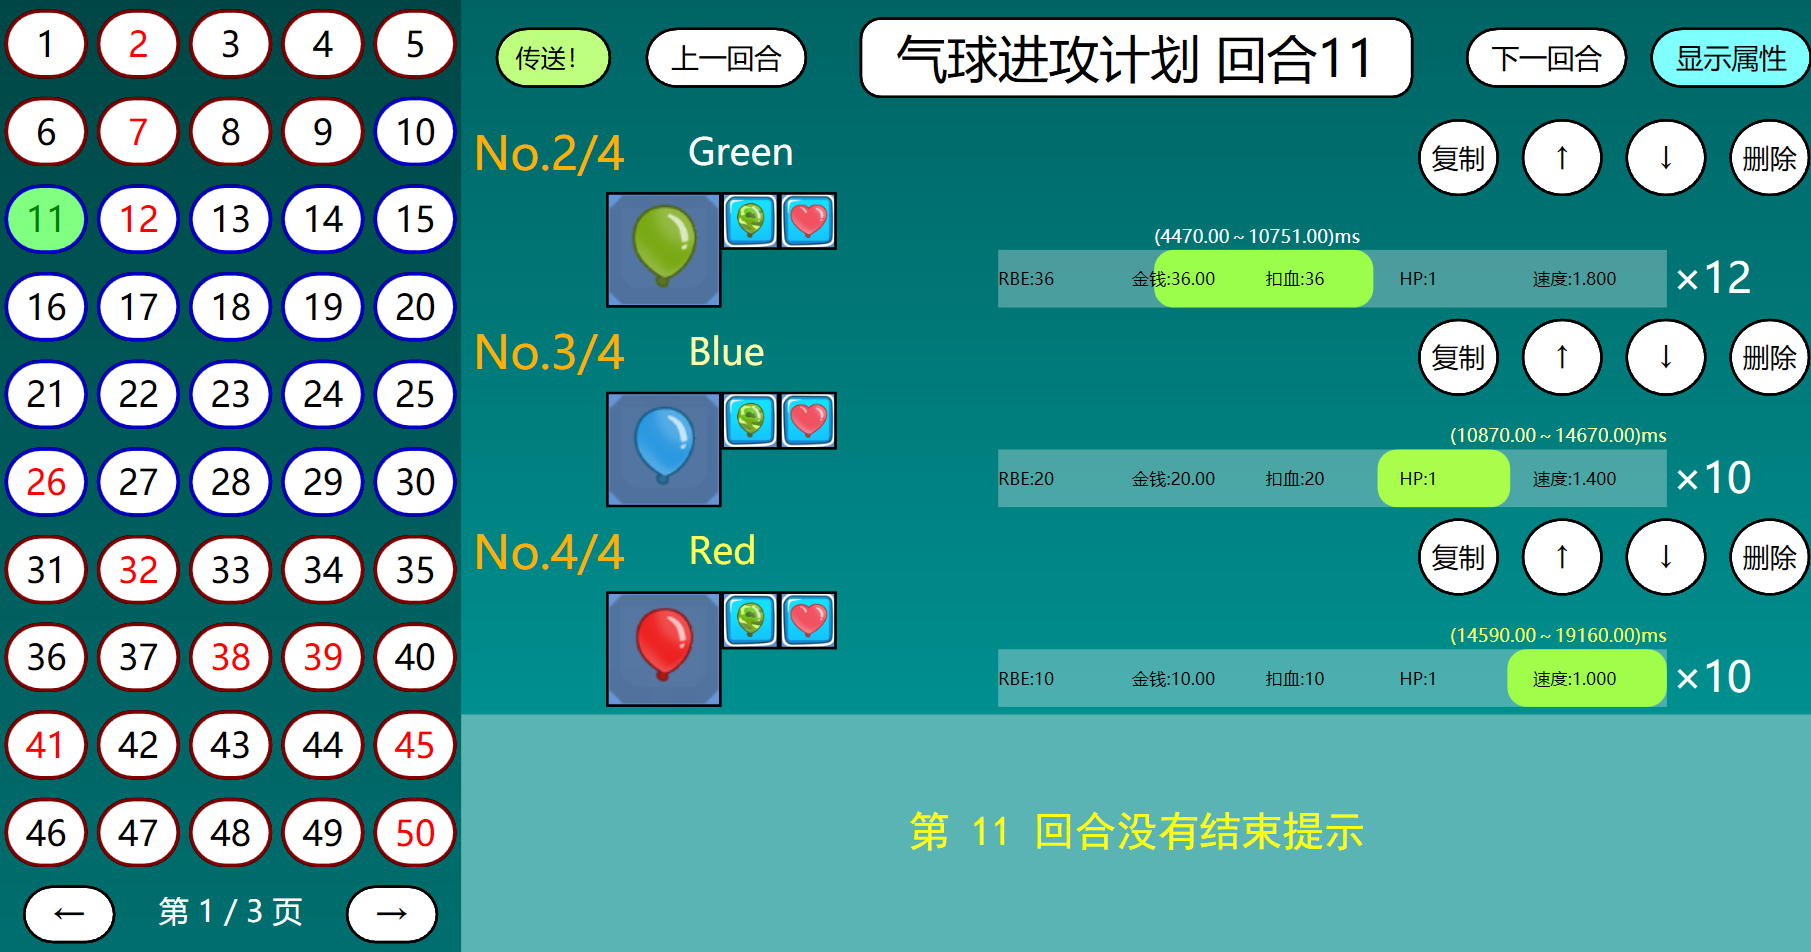 1 2 3 4 5
6 7 8 9 10
11 12 13 14 15
16 17 18 19 20
21 22 23 24 25
26 27 28 29 30
31 32 33 34 35
36 37 38 39 40
41 42 43 44 45
46 47 48 49 50
← 第 1 / 3 页 →
传送! 上一回合 气球进攻计划 回合11 下一回合 显示属性
No.2/4 Green 复制 ↑ ↓ 删除
(4470.00 ~ 10751.00)ms
RBE:36 金钱:36.00 扣血:36 HP:1 速度:1.800 ×12
No.3/4 Blue 复制 ↑ ↓ 删除
(10870.00 ~ 14670.00)ms
RBE:20 金钱:20.00 扣血:20 HP:1 速度:1.400 ×10
No.4/4 Red 复制 ↑ ↓ 删除
(14590.00 ~ 19160.00)ms
RBE:10 金钱:10.00 扣血:10 HP:1 速度:1.000 ×10
第 11 回合没有结束提示